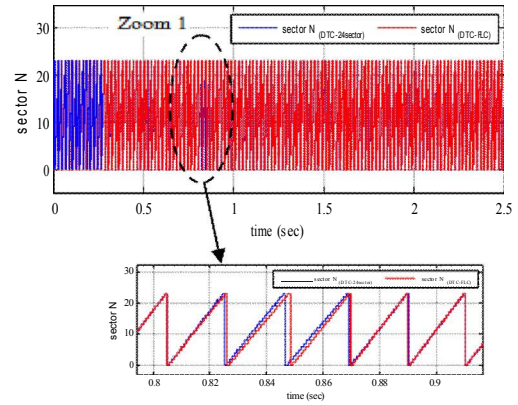 Zoom 1
sector N (DTC-24sector) sector N (DTC-FLC)
sector N
30
20
10
0
0 0.5 1 1.5 2 2.5
time (sec)
sector N (DTC-24sector) sector N (DTC-FLC)
sector N
30
20
10
0
0.8 0.82 0.84 0.86 0.88 0.9
time (sec)